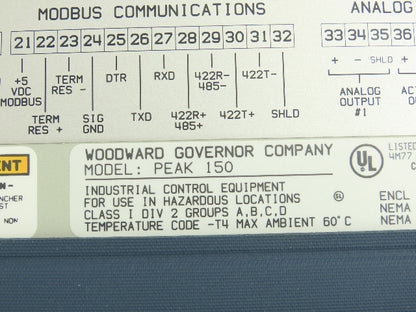 MODBUS COMMUNICATIONS
ANALOG
21 22 23 24 25 26 27 28 29 30 31 32
33 34 35 36
+5 VDC MODBUS
TERM RES -
DTR
RXD
422R- 485-
422T-
+ - SHLD
TERM RES +
SIG GND
TXD
422R+ 485+
422T+
SHLD
ANALOG OUTPUT #1
WOODWARD GOVERNOR COMPANY
MODEL: PEAK 150
INDUSTRIAL CONTROL EQUIPMENT
FOR USE IN HAZARDOUS LOCATIONS
CLASS I DIV 2 GROUPS A,B,C,D
TEMPERATURE CODE -T4 MAX AMBIENT 60°C
UL
LISTED
4M77
ENCL
NEMA
NEMA
NON